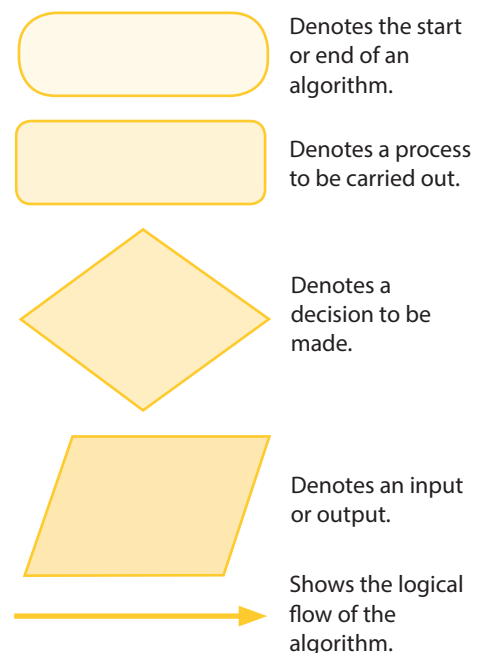 Denotes the start
or end of an
algorithm.
Denotes a process
to be carried out.
Denotes a
decision to be
made.
Denotes an input
or output.
Shows the logical
flow of the
algorithm.